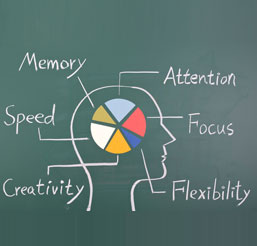 Memory
Attention
Speed
Focus
Creativity
Flexibility